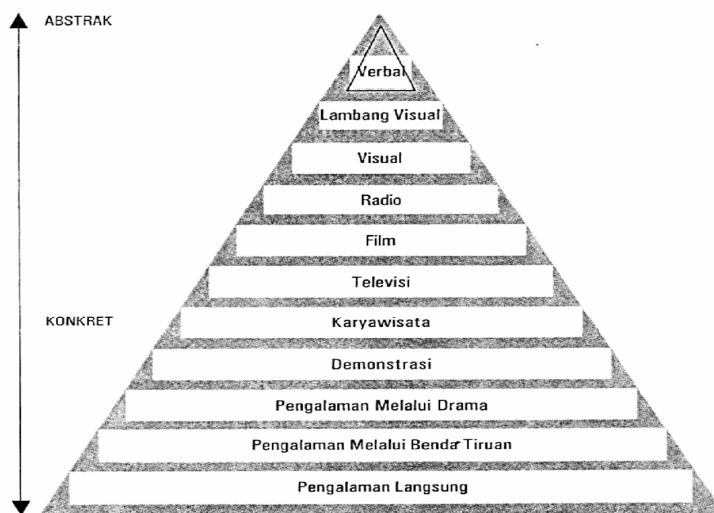 ABSTRAK
Verbal
Lambang Visual
Visual
Radio
Film
Televisi
KONKRET
Karyawisata
Demonstrasi
Pengalaman Melalui Drama
Pengalaman Melalui Benda Tiruan
Pengalaman Langsung